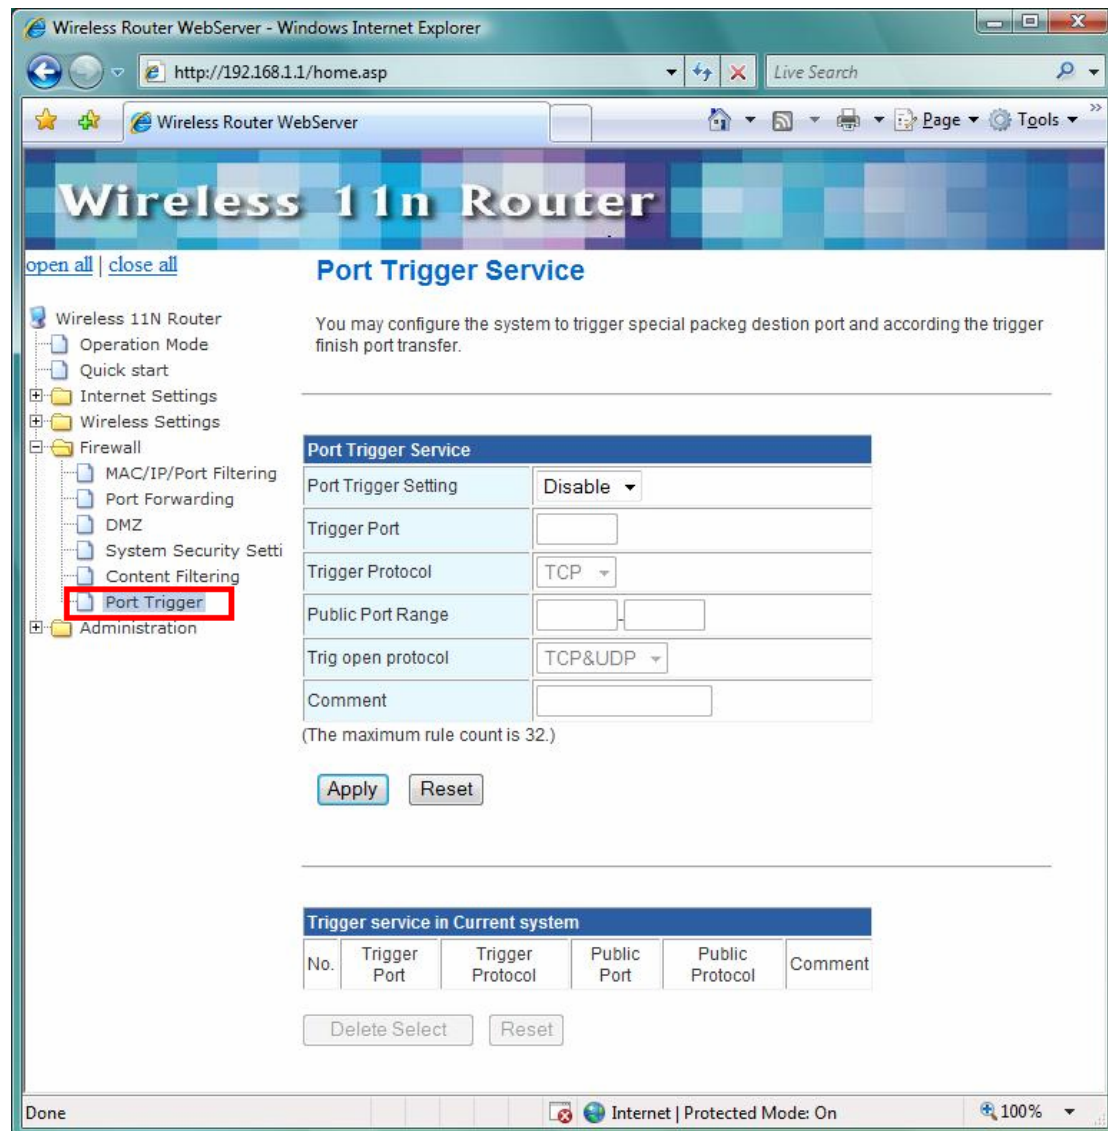 Wireless Router WebServer - Windows Internet Explorer
http://192.168.1.1/home.asp
Live Search
Wireless Router WebServer
Page
Tools
Wireless 11n Router
open all | close all
Wireless 11N Router
Operation Mode
Quick start
Internet Settings
Wireless Settings
Firewall
MAC/IP/Port Filtering
Port Forwarding
DMZ
System Security Setti
Content Filtering
Port Trigger
Administration
Port Trigger Service
You may configure the system to trigger special packeg destion port and according the trigger
finish port transfer.
Port Trigger Service
Port Trigger Setting Disable
Trigger Port
Trigger Protocol TCP
Public Port Range -
Trig open protocol TCP&UDP
Comment
(The maximum rule count is 32.)
Apply Reset
Trigger service in Current system
No. Trigger Port Trigger Protocol Public Port Public Protocol Comment
Delete Select Reset
Done
Internet | Protected Mode: On
100%